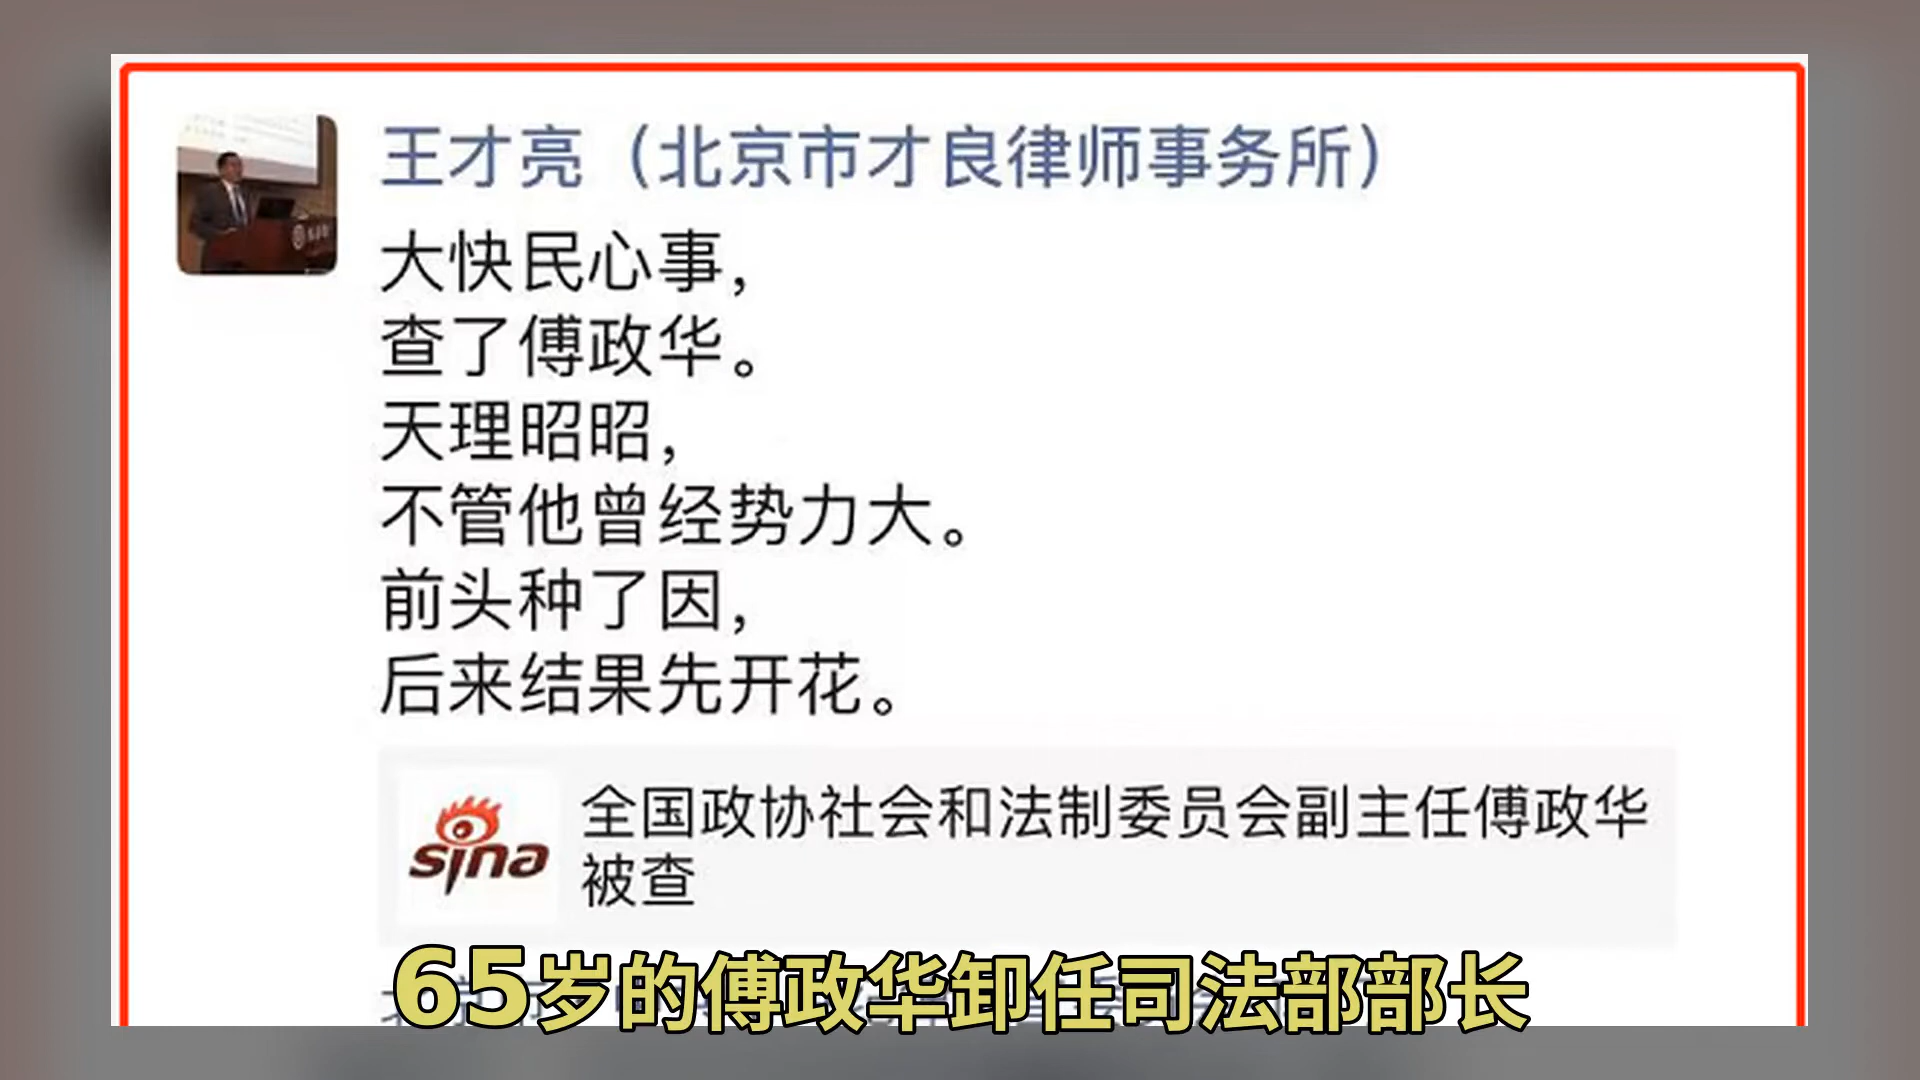 王才亮（北京市才良律师事务所）
大快民心事，
查了傅政华。
天理昭昭，
不管他曾经势力大。
前头种了因，
后来结果先开花。
sina
全国政协社会和法制委员会副主任傅政华
被查
65岁的傅政华卸任司法部部长